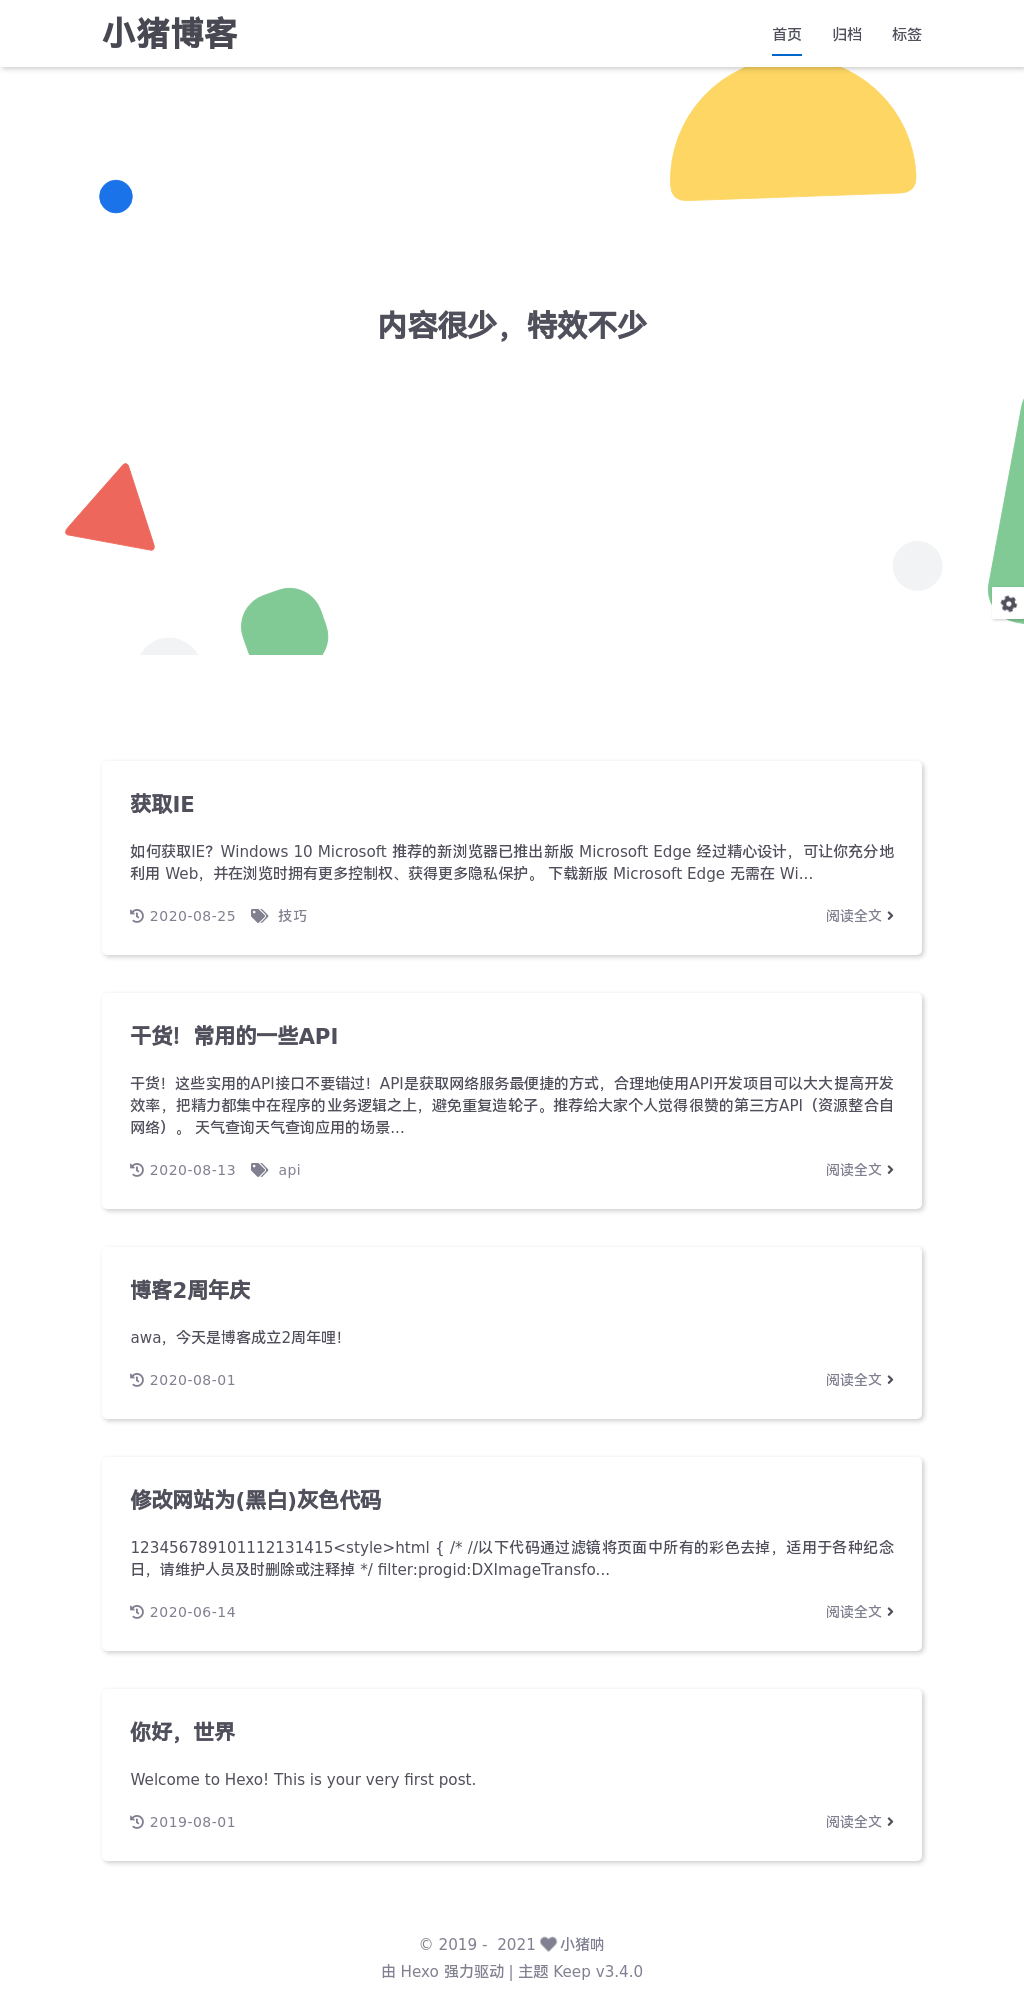 小猪博客
首页 归档 标签
内容很少，特效不少
获取IE
如何获取IE？Windows 10 Microsoft 推荐的新浏览器已推出新版 Microsoft Edge 经过精心设计，可让你充分地
利用 Web，并在浏览时拥有更多控制权、获得更多隐私保护。 下载新版 Microsoft Edge 无需在 Wi...
2020-08-25 技巧 阅读全文
干货！常用的一些API
干货！这些实用的API接口不要错过！API是获取网络服务最便捷的方式，合理地使用API开发项目可以大大提高开发
效率，把精力都集中在程序的业务逻辑之上，避免重复造轮子。推荐给大家个人觉得很赞的第三方API（资源整合自
网络）。 天气查询天气查询应用的场景...
2020-08-13 api 阅读全文
博客2周年庆
awa，今天是博客成立2周年哩！
2020-08-01 阅读全文
修改网站为(黑白)灰色代码
123456789101112131415<style>html { /* //以下代码通过滤镜将页面中所有的彩色去掉，适用于各种纪念
日，请维护人员及时删除或注释掉 */ filter:progid:DXImageTransfo...
2020-06-14 阅读全文
你好，世界
Welcome to Hexo! This is your very first post.
2019-08-01 阅读全文
© 2019 - 2021 小猪呐
由 Hexo 强力驱动 | 主题 Keep v3.4.0